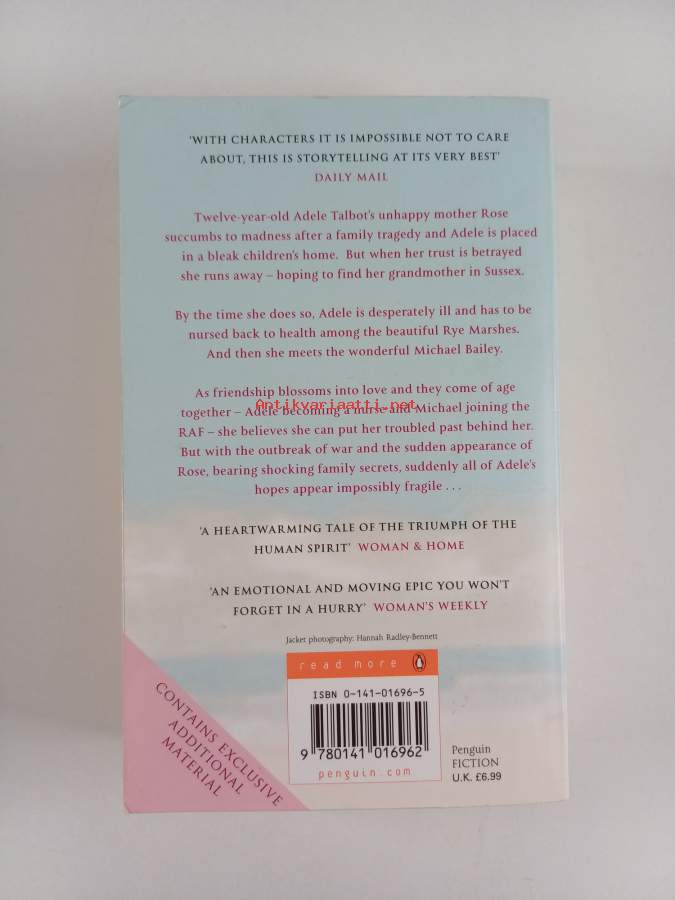 'WITH CHARACTERS IT IS IMPOSSIBLE NOT TO CARE
ABOUT, THIS IS STORYTELLING AT ITS VERY BEST'
DAILY MAIL
Twelve-year-old Adele Talbot's unhappy mother Rose
succumbs to madness after a family tragedy and Adele is placed
in a bleak children's home. But when her trust is betrayed
she runs away – hoping to find her grandmother in Sussex.
By the time she does so, Adele is desperately ill and has to be
nursed back to health among the beautiful Rye Marshes.
And then she meets the wonderful Michael Bailey.
As friendship blossoms into love and they come of age
Antikvariaatti.net
together – Adele becoming a nurse and Michael joining the
RAF – she believes she can put her troubled past behind her.
But with the outbreak of war and the sudden appearance of
Rose, bearing shocking family secrets, suddenly all of Adele's
hopes appear impossibly fragile . . .
'A HEARTWARMING TALE OF THE TRIUMPH OF THE
HUMAN SPIRIT' WOMAN & HOME
'AN EMOTIONAL AND MOVING EPIC YOU WON'T
FORGET IN A HURRY' WOMAN'S WEEKLY
Jacket photography: Hannah Radley-Bennett
read more
ISBN 0-141-01696-5
9 780141 016962
penguin.com
Penguin
FICTION
U.K. £6.99
CONTAINS EXCLUSIVE
ADDITIONAL
MATERIAL